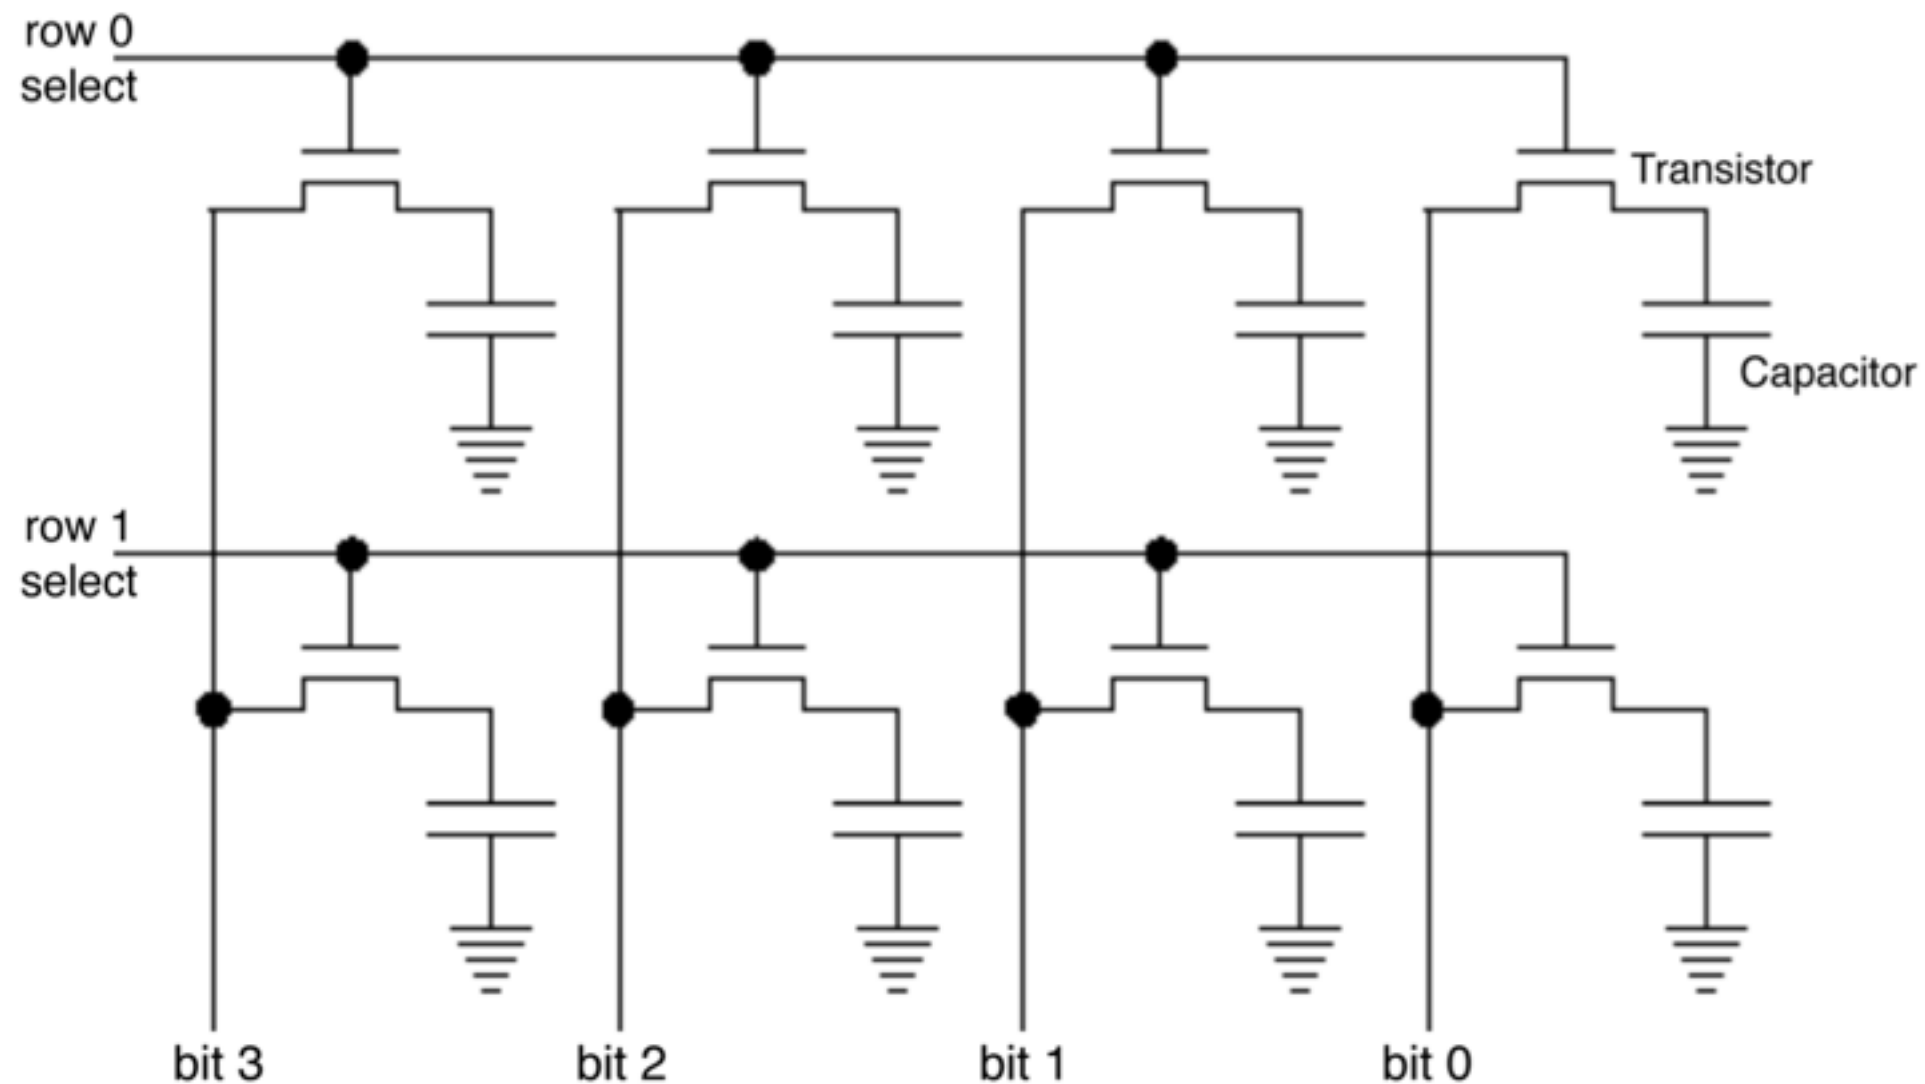 row 0
select
Transistor
Capacitor
row 1
select
bit 3
bit 2
bit 1
bit 0